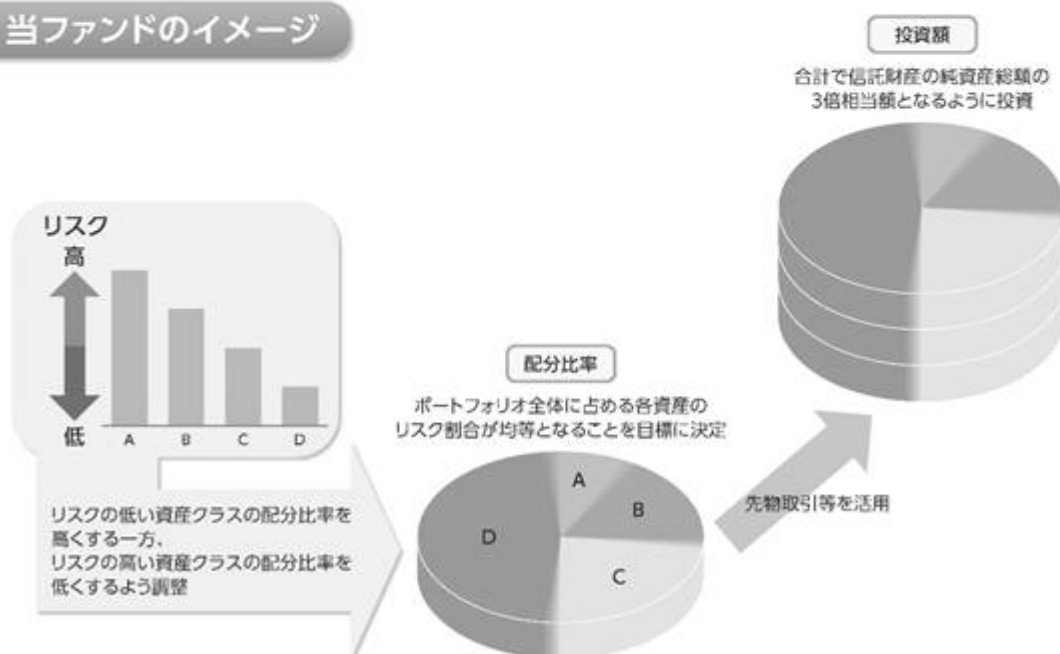 当ファンドのイメージ
投資額
合計で信託財産の純資産総額の
3倍相当額となるように投資
リスク
高
低
A
B
C
D
リスクの低い資産クラスの配分比率を
高くする一方、
リスクの高い資産クラスの配分比率を
低くするよう調整
配分比率
ポートフォリオ全体に占める各資産の
リスク割合が均等となることを目標に決定
A
B
C
D
先物取引等を活用